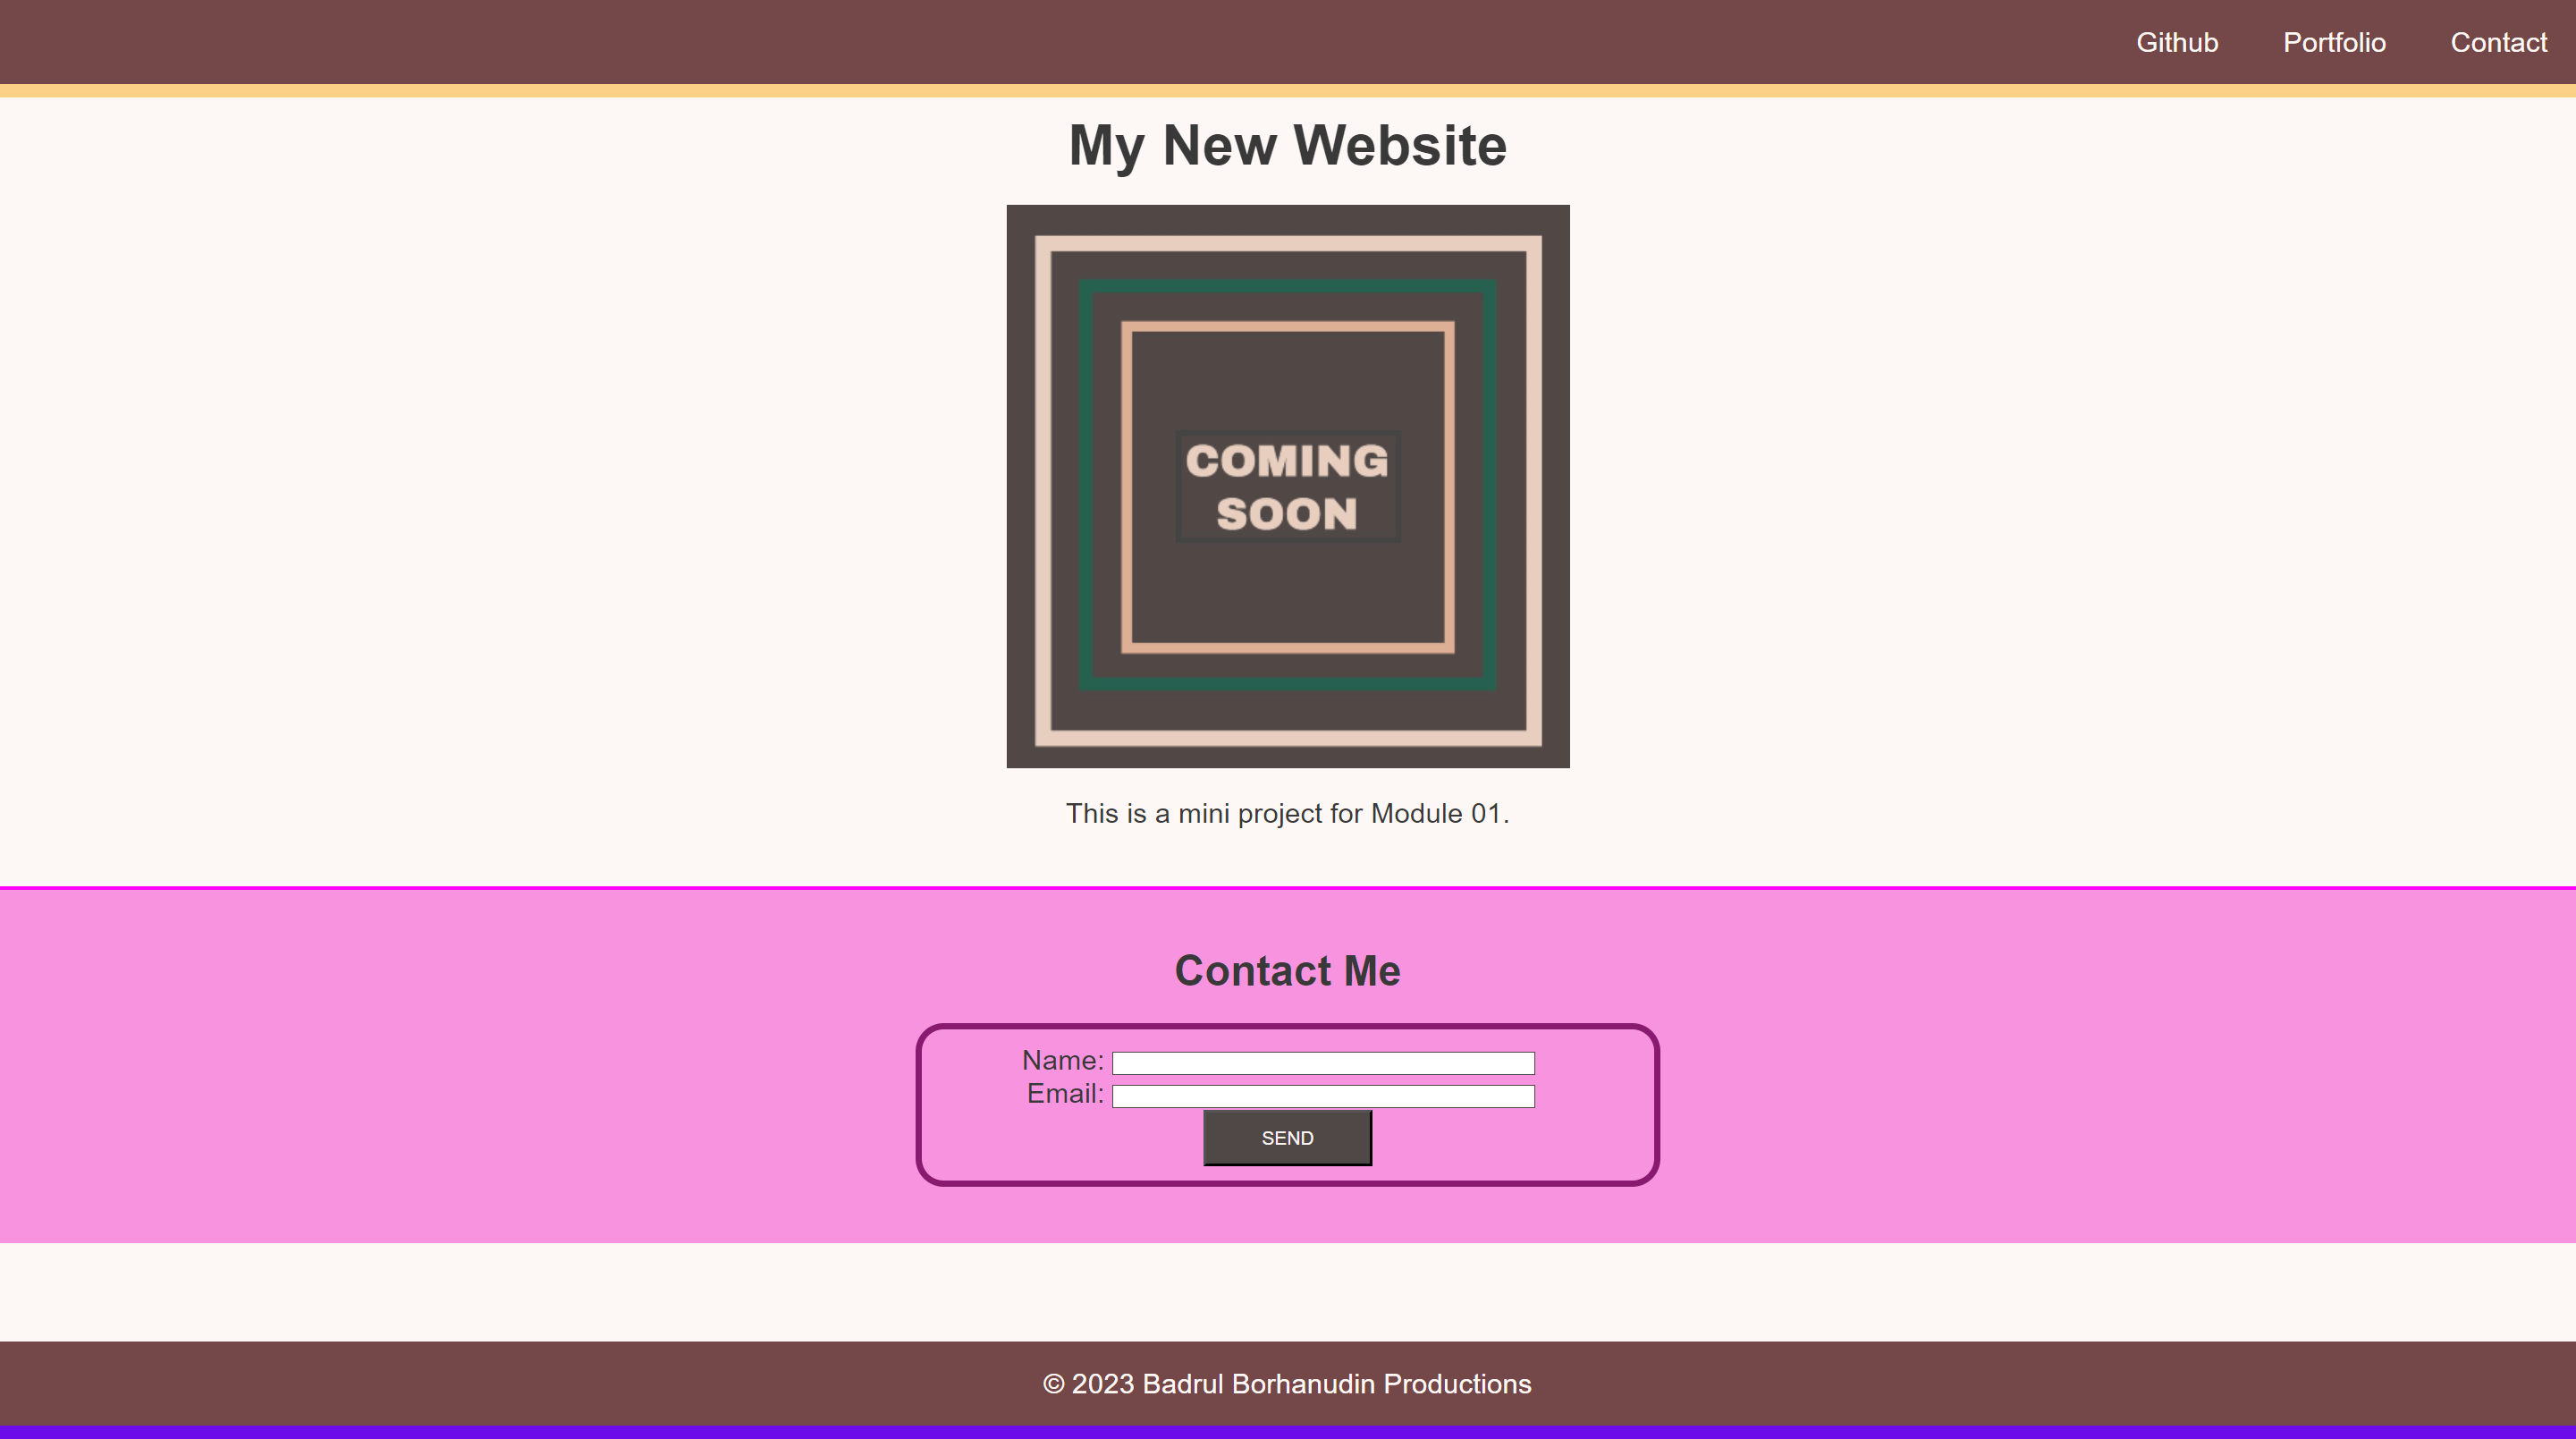 Github Portfolio Contact
My New Website
COMING
SOON
This is a mini project for Module 01.
Contact Me
Name:
Email:
SEND
© 2023 Badrul Borhanudin Productions